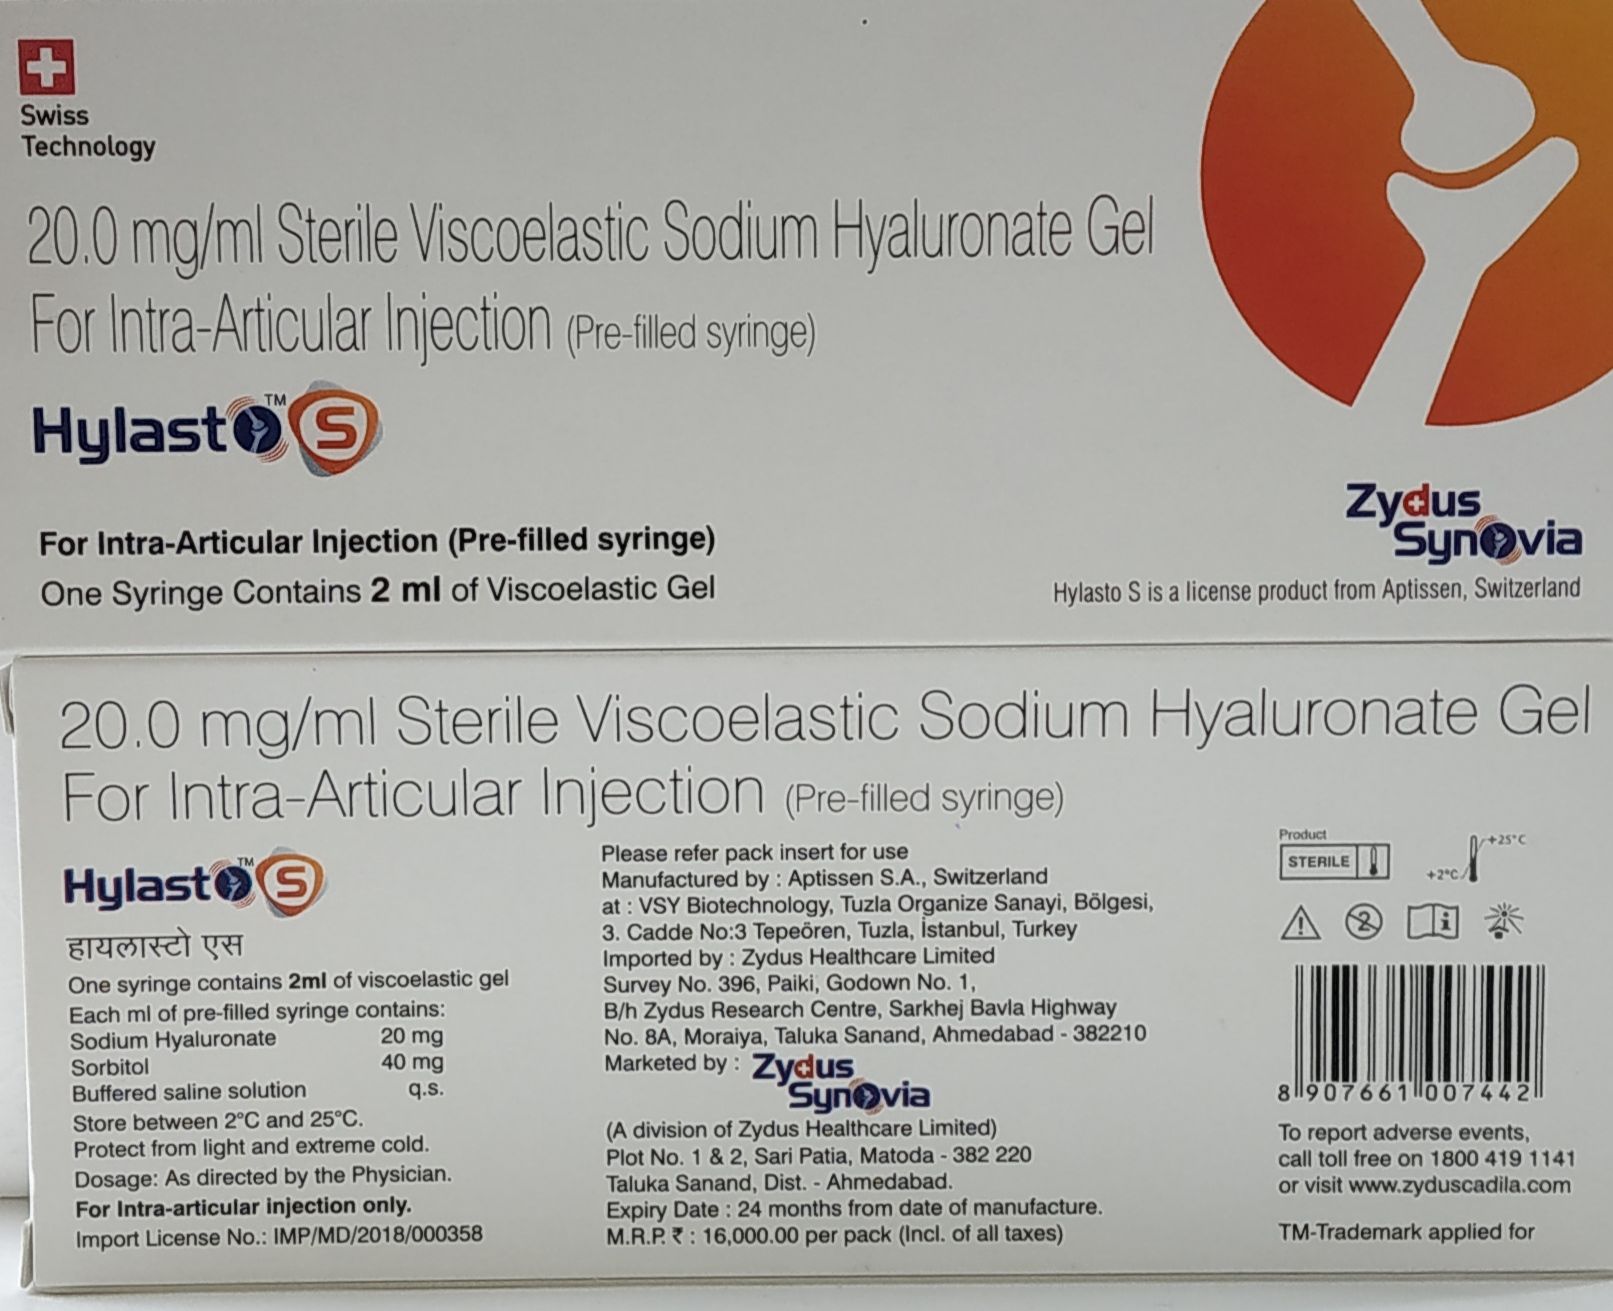 Swiss
Technology
20.0 mg/ml Sterile Viscoelastic Sodium Hyaluronate Gel
For Intra-Articular Injection (Pre-filled syringe)
Hylasto™ S
For Intra-Articular Injection (Pre-filled syringe)
One Syringe Contains 2 ml of Viscoelastic Gel
Zydus
Synovia
Hylasto S is a license product from Aptissen, Switzerland
20.0 mg/ml Sterile Viscoelastic Sodium Hyaluronate Gel
For Intra-Articular Injection (Pre-filled syringe)
Hylasto™ S
हायलास्टो एस
One syringe contains 2ml of viscoelastic gel
Each ml of pre-filled syringe contains:
Sodium Hyaluronate 20 mg
Sorbitol 40 mg
Buffered saline solution q.s.
Store between 2°C and 25°C.
Protect from light and extreme cold.
Dosage: As directed by the Physician.
For Intra-articular injection only.
Import License No.: IMP/MD/2018/000358
Please refer pack insert for use
Manufactured by : Aptissen S.A., Switzerland
at : VSY Biotechnology, Tuzla Organize Sanayi, Bölgesi,
3. Cadde No:3 Tepeören, Tuzla, İstanbul, Turkey
Imported by : Zydus Healthcare Limited
Survey No. 396, Paiki, Godown No. 1,
B/h Zydus Research Centre, Sarkhej Bavla Highway
No. 8A, Moraiya, Taluka Sanand, Ahmedabad - 382210
Marketed by : Zydus
Synovia
(A division of Zydus Healthcare Limited)
Plot No. 1 & 2, Sari Patia, Matoda - 382 220
Taluka Sanand, Dist. - Ahmedabad.
Expiry Date : 24 months from date of manufacture.
M.R.P. ₹ : 16,000.00 per pack (Incl. of all taxes)
Product
STERILE
+25°C
+2°C
2
i
8 907661 007442
To report adverse events,
call toll free on 1800 419 1141
or visit www.zyduscadila.com
TM-Trademark applied for